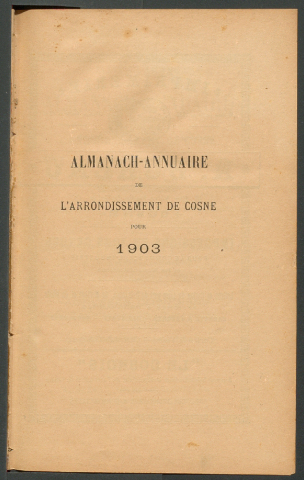 ALMANACH-ANNUAIRE
DE
L'ARRONDISSEMENT DE COSNE
POUR
1903